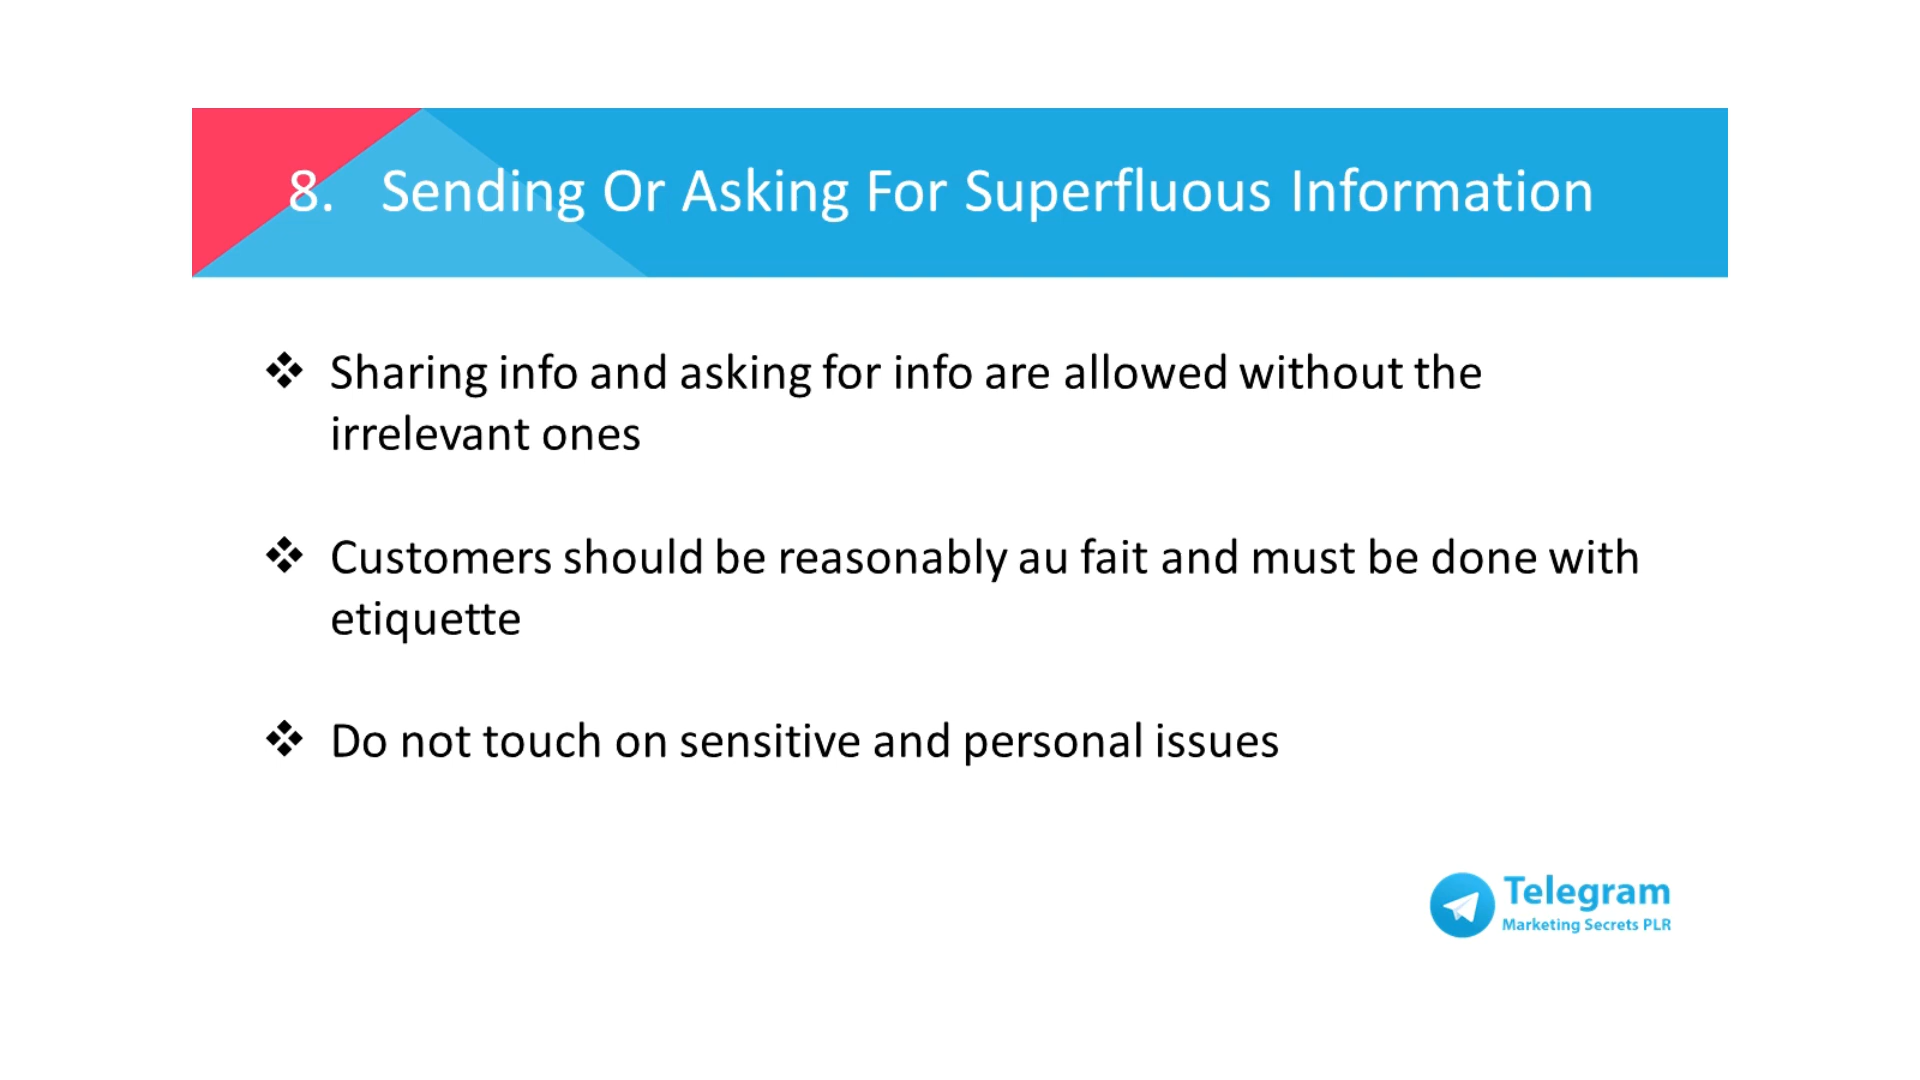 8. Sending Or Asking For Superfluous Information
❖ Sharing info and asking for info are allowed without the
irrelevant ones
❖ Customers should be reasonably au fait and must be done with
etiquette
❖ Do not touch on sensitive and personal issues
Telegram
Marketing Secrets PLR